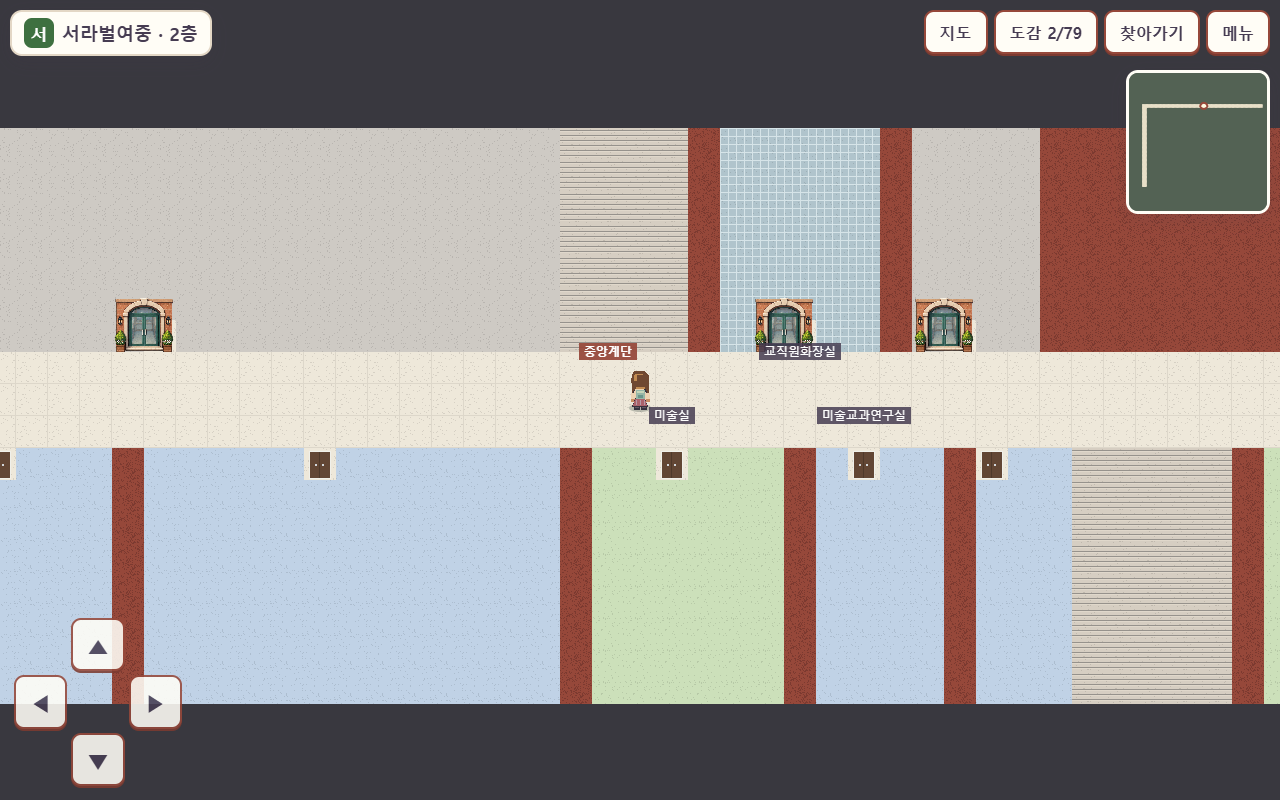 서 서라벌여중 · 2층
지도
도감 2/79
찾아가기
메뉴
중앙계단
교직원화장실
미술실
미술교과연구실